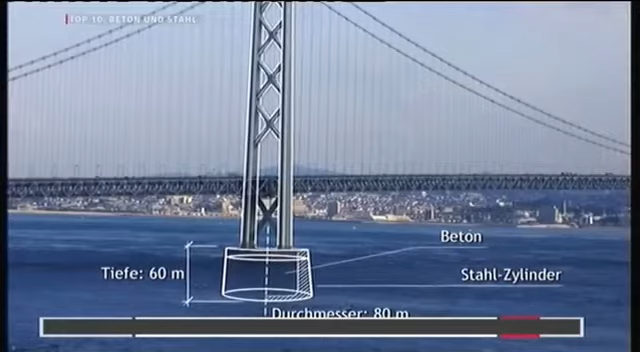 TOP 10: BETON UND STAHL
Beton
Tiefe: 60 m
Stahl-Zylinder
Durchmesser: 80 m